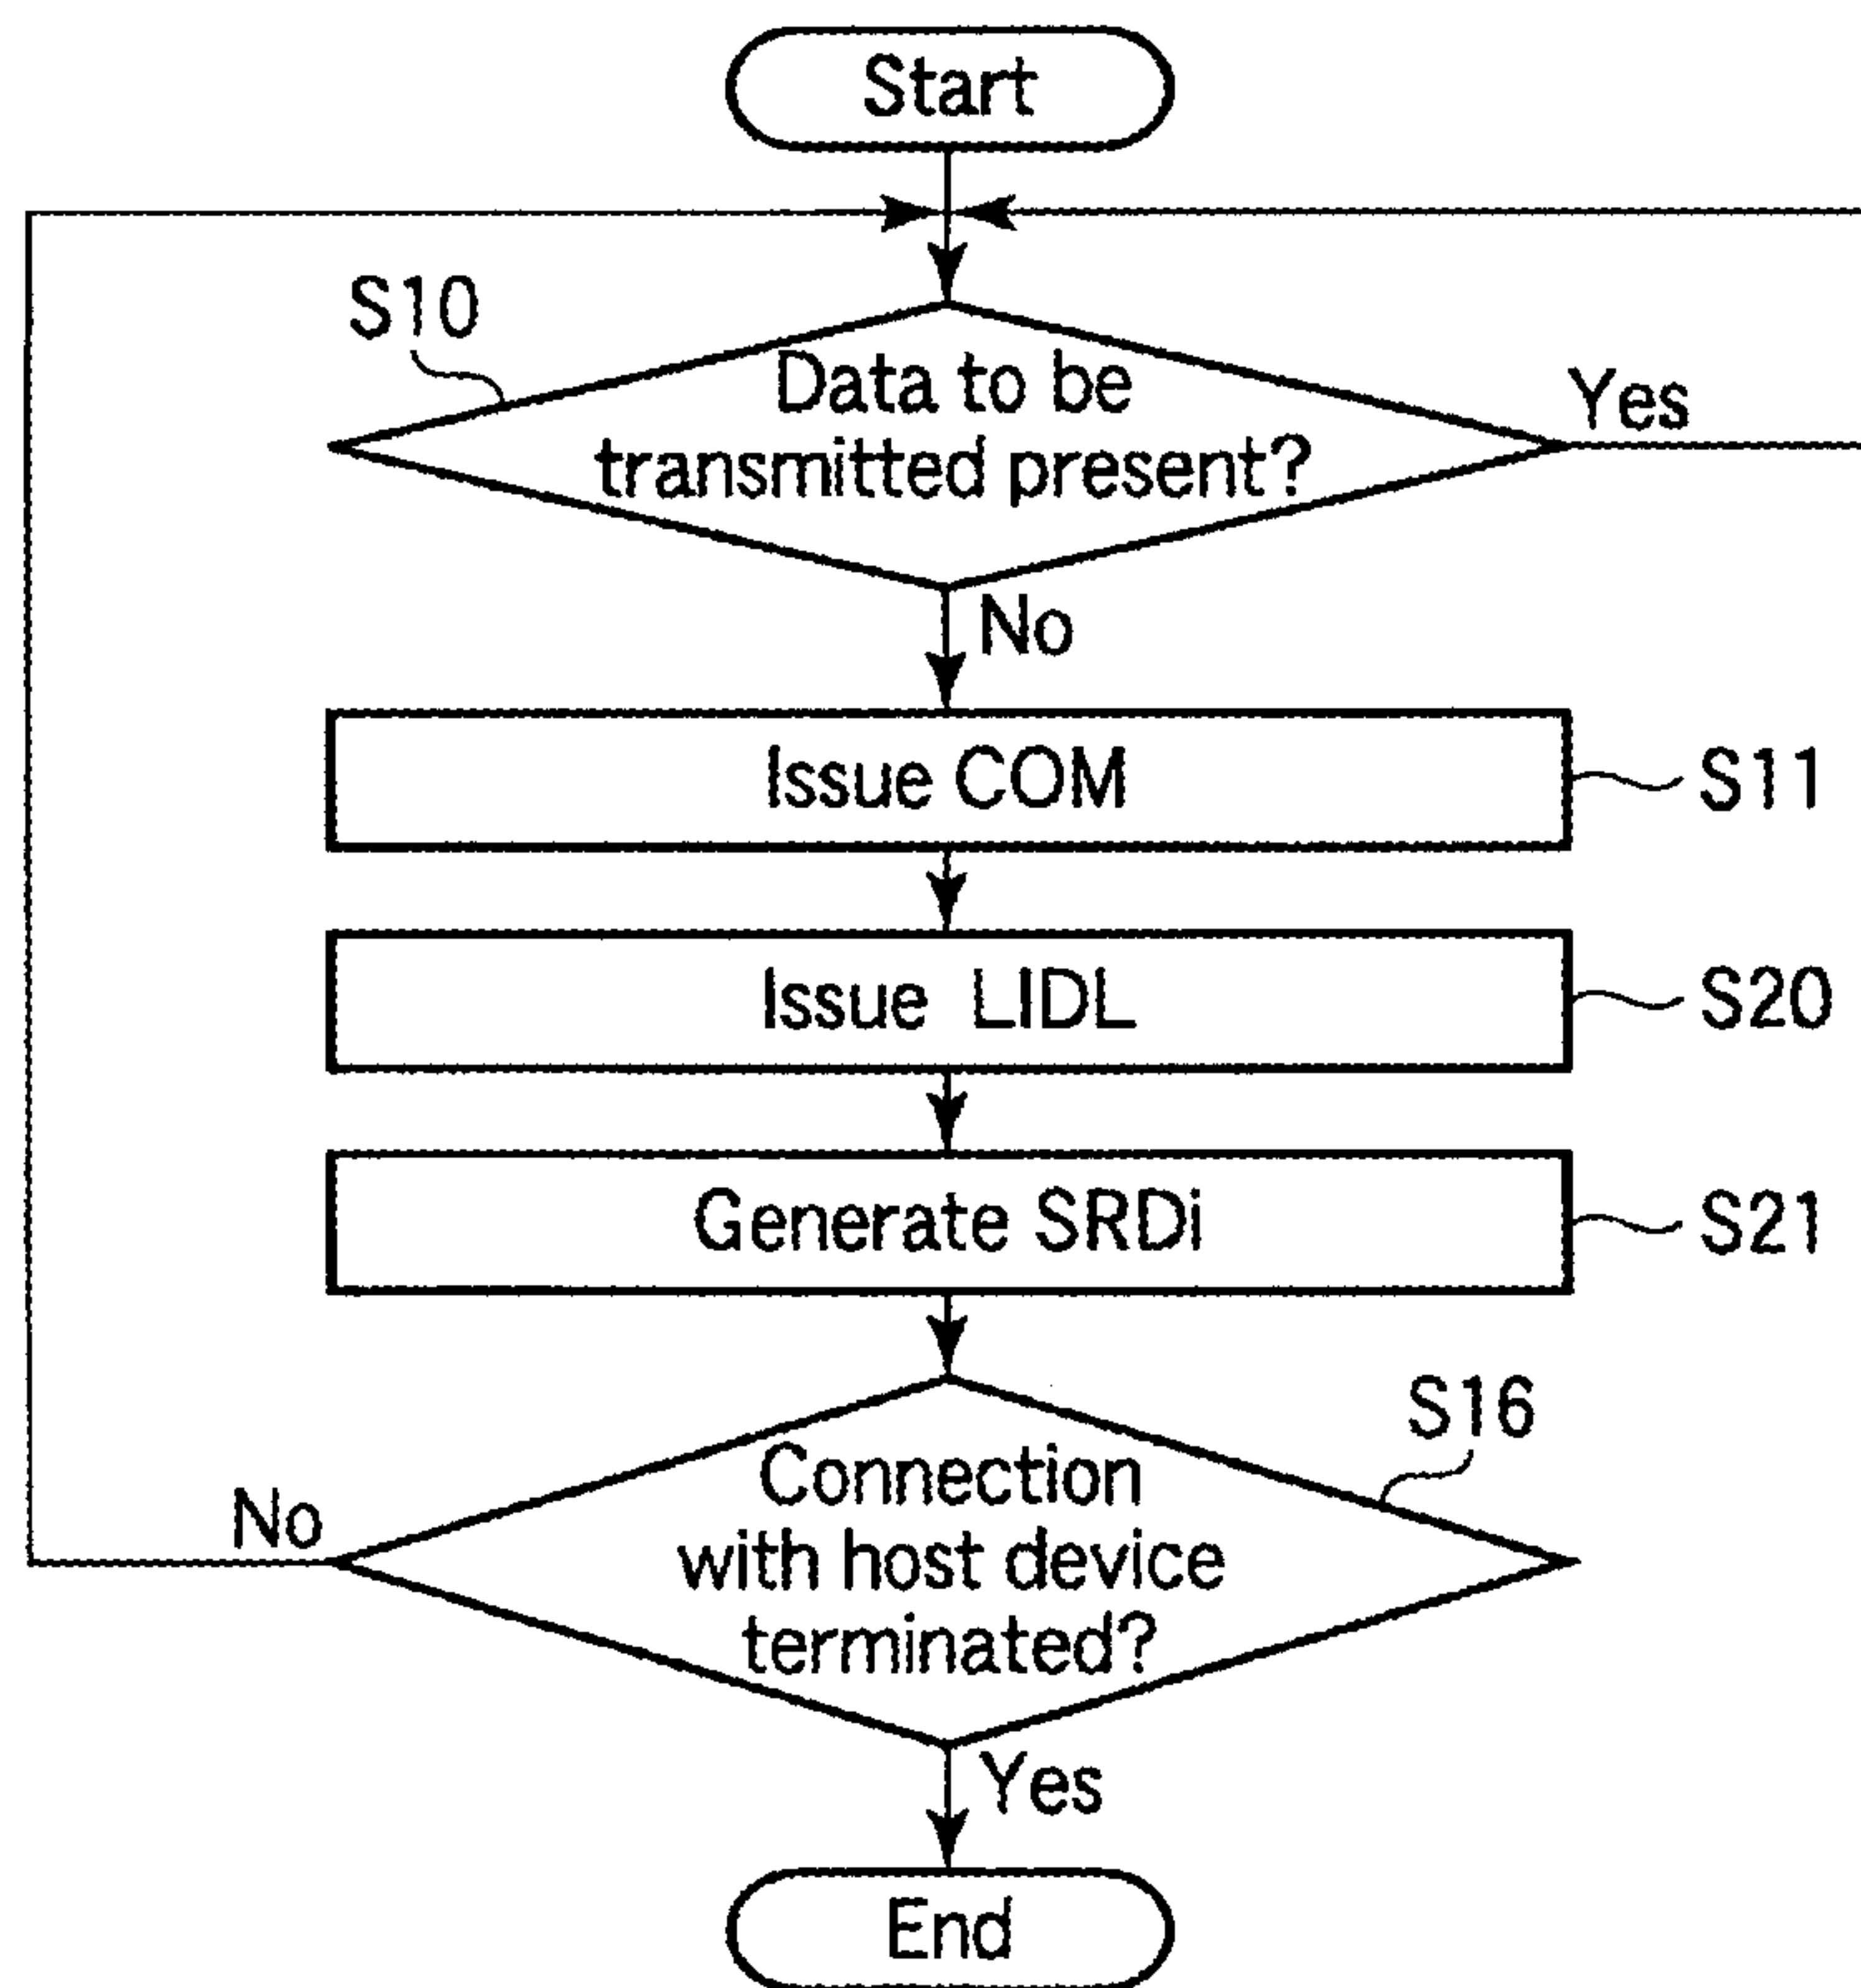 Start
S10
Data to be
transmitted present?
Yes
No
Issue COM
S11
Issue LIDL
S20
Generate SRDi
S21
S16
Connection
with host device
terminated?
No
Yes
End